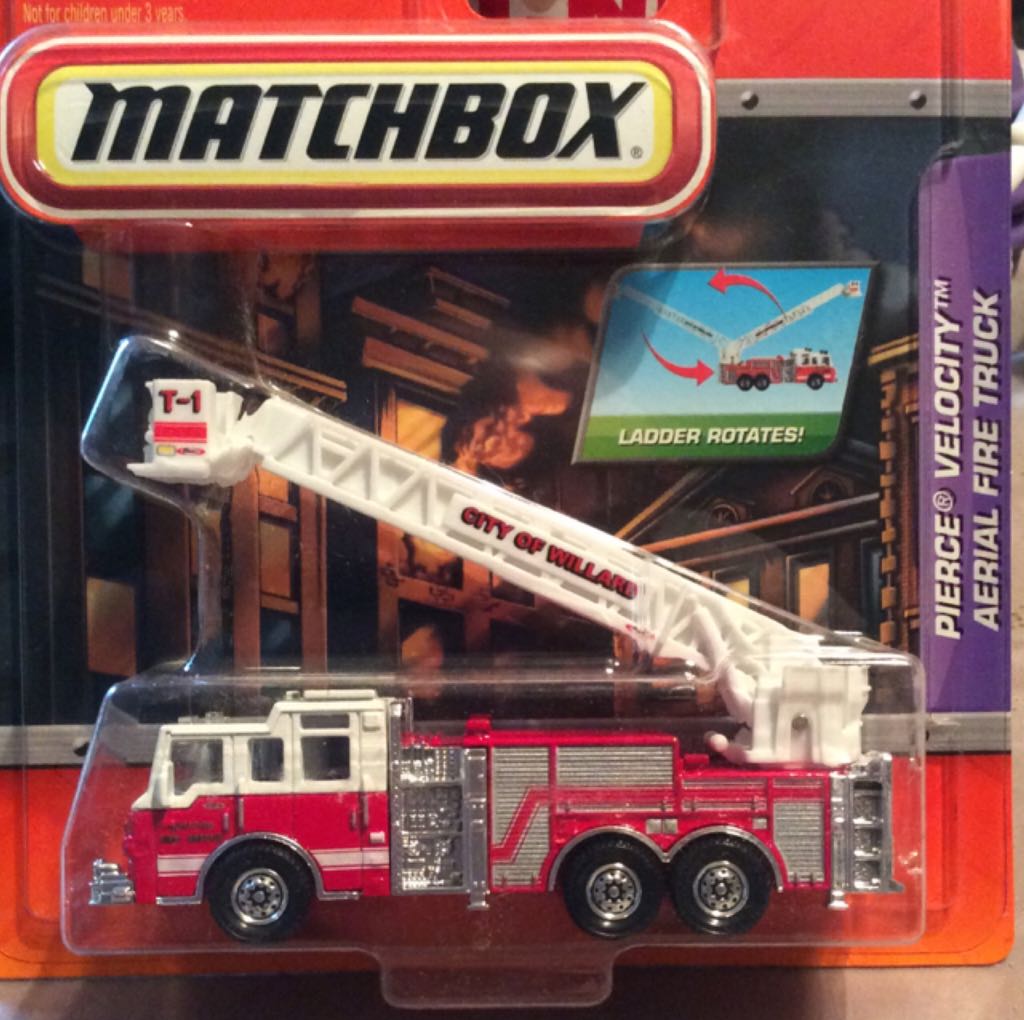 Not for children under 3 years.
MATCHBOX®
T-1
CITY OF WILLARD
LADDER ROTATES!
PIERCE® VELOCITY™
AERIAL FIRE TRUCK